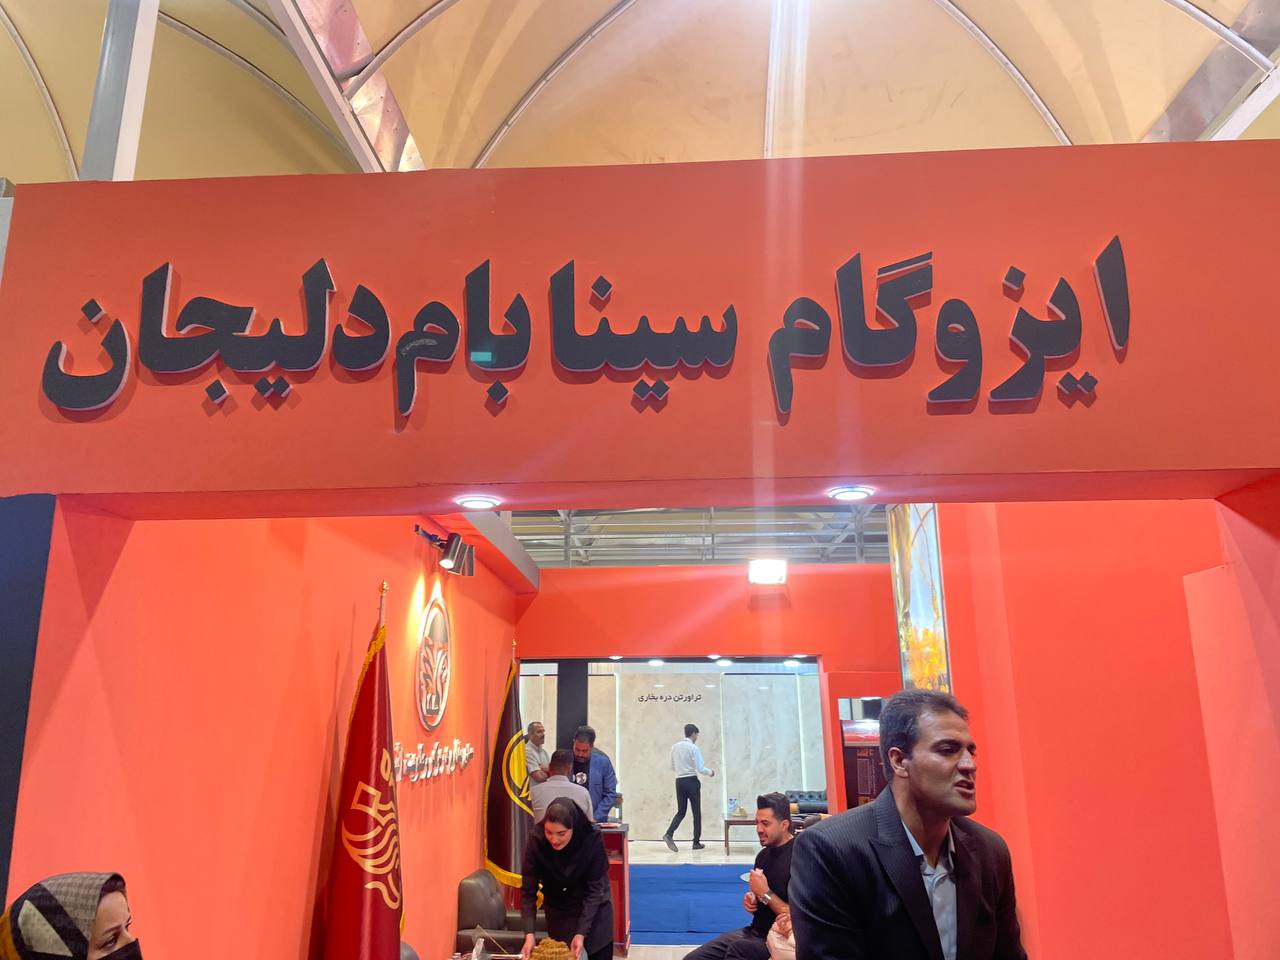 ایزوگام سینا بام دلیجان
تراورتن دره بخاری